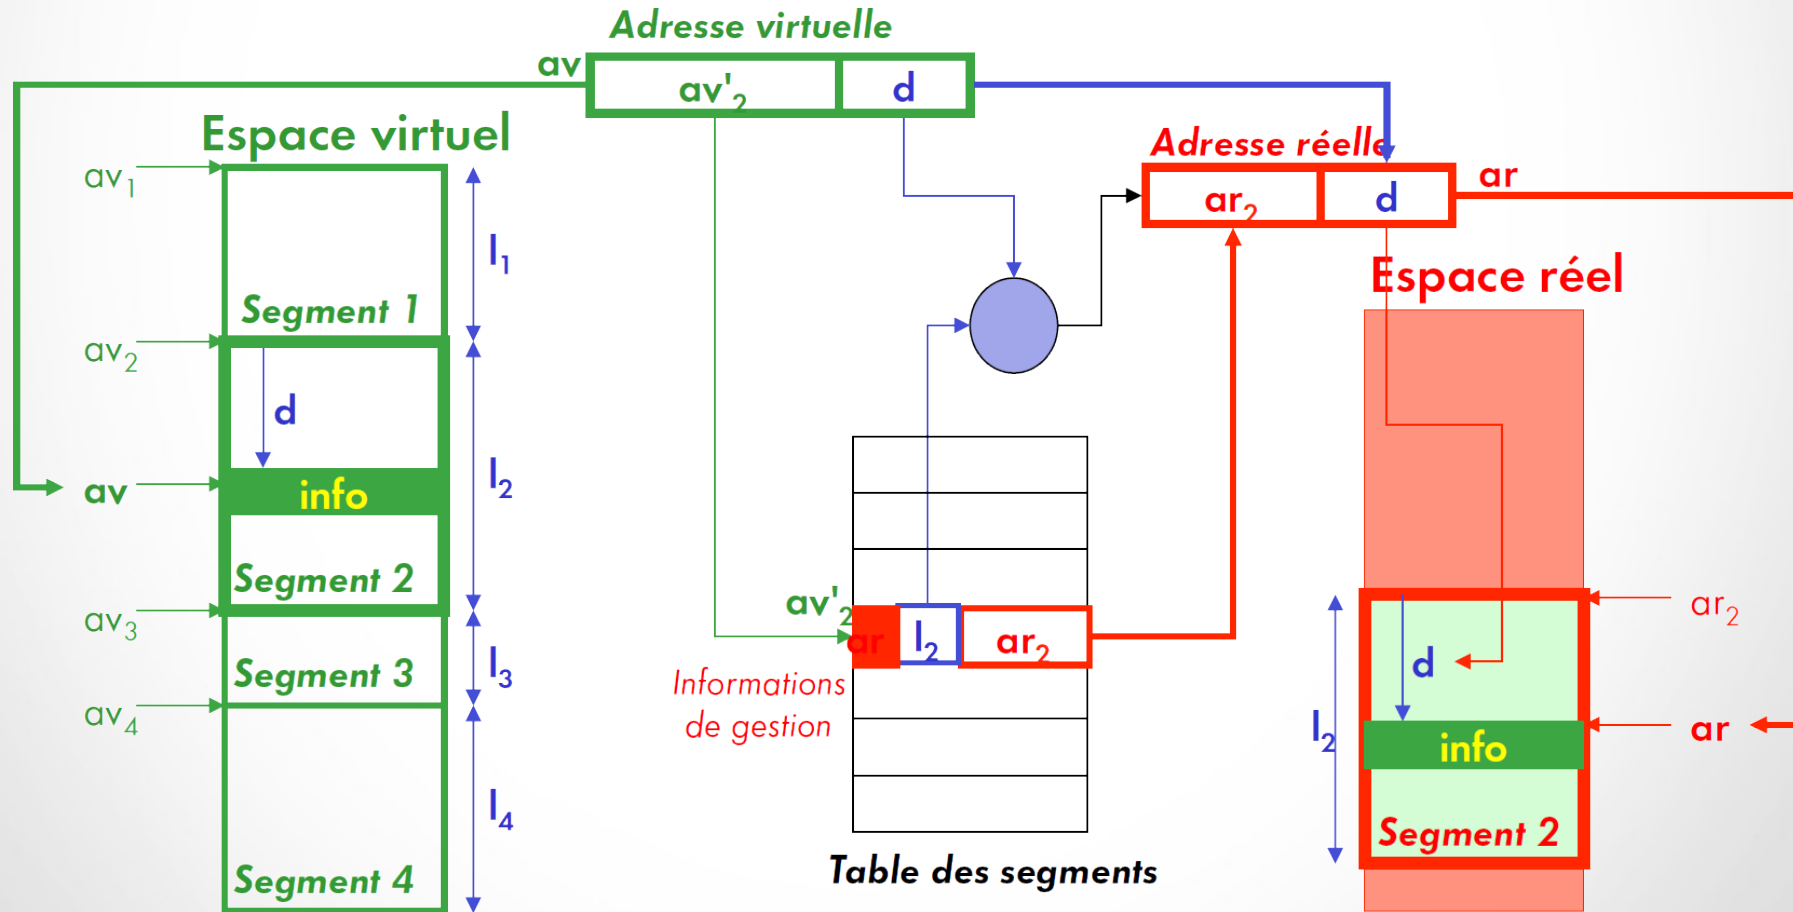 Adresse virtuelle
av
av'2
d
Espace virtuel
Adresse réelle
ar2
d
ar
av1
l1
Segment 1
av2
Espace réel
d
l2
av
info
Segment 2
av3
Segment 3
l3
av4
l4
Segment 4
av'2
ar
l2
ar2
Informations
de gestion
Table des segments
ar2
d
l2
ar
info
Segment 2